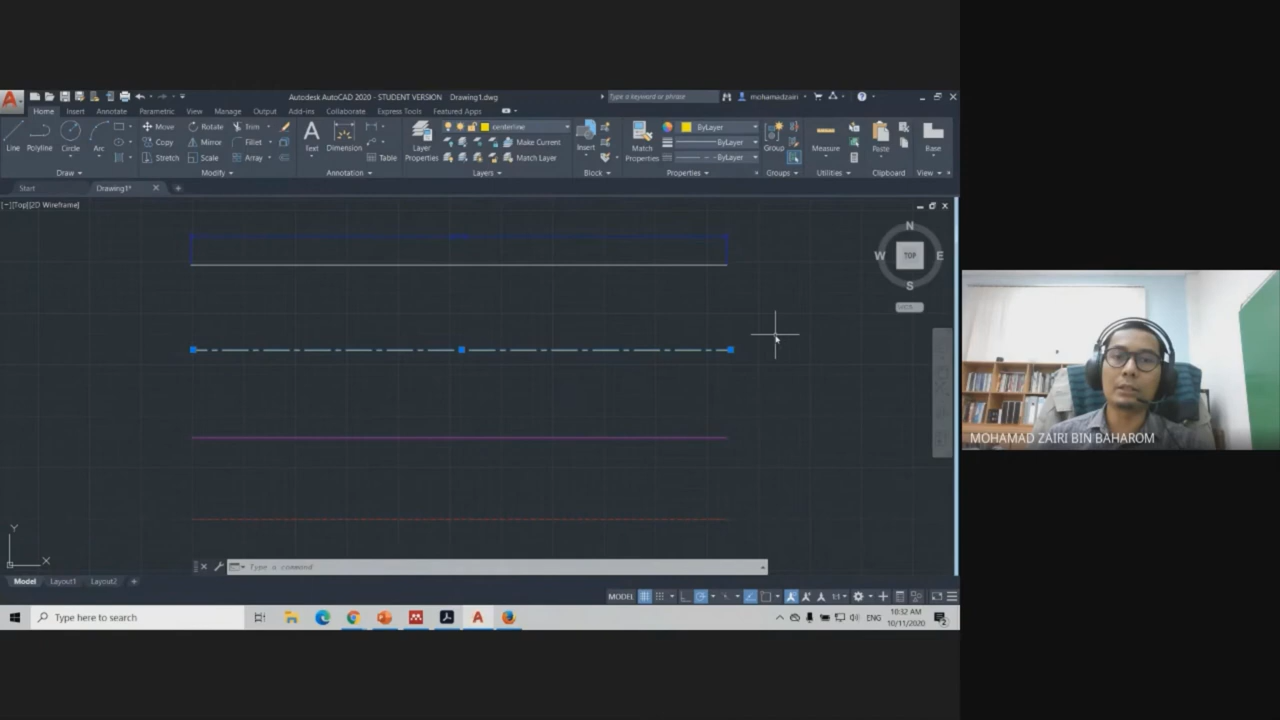 Autodesk AutoCAD 2020 - STUDENT VERSION Drawing1.dwg
Type a keyword or phrase
mohamadzain
Home Insert Annotate Parametric View Manage Output Add-ins Collaborate Express Tools Featured Apps
Line Polyline Circle Arc
Move Rotate Trim
Copy Mirror Fillet
Stretch Scale Array
Text Dimension Table
Layer Properties
centerline
Make Current
Match Layer
Insert
Match Properties
ByLayer
ByLayer
ByLayer
Group Measure Paste Base
Draw Modify Annotation Layers Block Properties Groups Utilities Clipboard View
Start Drawing1*
[−][Top][2D Wireframe]
N
W TOP E
S
WCS
MOHAMAD ZAIRI BIN BAHAROM
Y
X
Type a command
Model Layout1 Layout2
MODEL 1:1
Type here to search
ENG
10:32 AM
10/11/2020